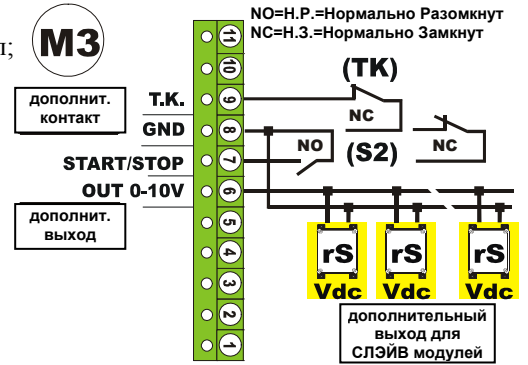 л;
М3
NO=Н.Р.=Нормально Разомкнут
NC=Н.З.=Нормально Замкнут
дополнит.
контакт
T.K.
GND
START/STOP
OUT 0-10V
дополнит.
выход
11
10
9
8
7
6
5
4
3
2
1
(TK)
NC
NO
(S2)
NC
rS
rS
rS
Vdc
Vdc
Vdc
дополнительный
выход для
СЛЭЙВ модулей